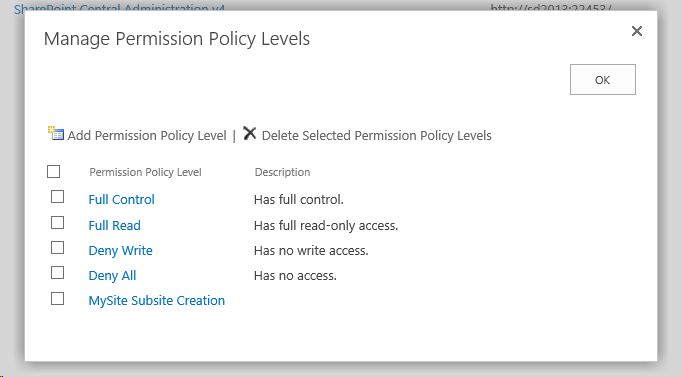 SharePoint Central Administration v4 http://sd2013:22453/
Manage Permission Policy Levels
OK
Add Permission Policy Level | Delete Selected Permission Policy Levels
Permission Policy Level Description
Full Control Has full control.
Full Read Has full read-only access.
Deny Write Has no write access.
Deny All Has no access.
MySite Subsite Creation